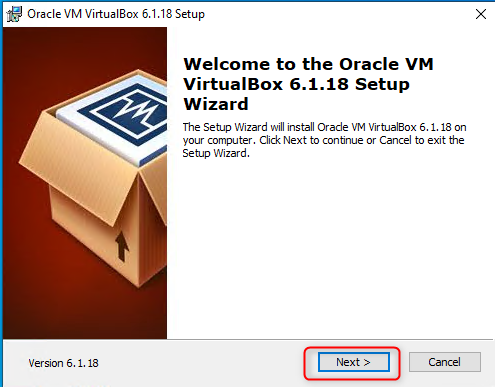 Oracle VM VirtualBox 6.1.18 Setup
Welcome to the Oracle VM
VirtualBox 6.1.18 Setup
Wizard
The Setup Wizard will install Oracle VM VirtualBox 6.1.18 on
your computer. Click Next to continue or Cancel to exit the
Setup Wizard.
Version 6.1.18
Next >
Cancel